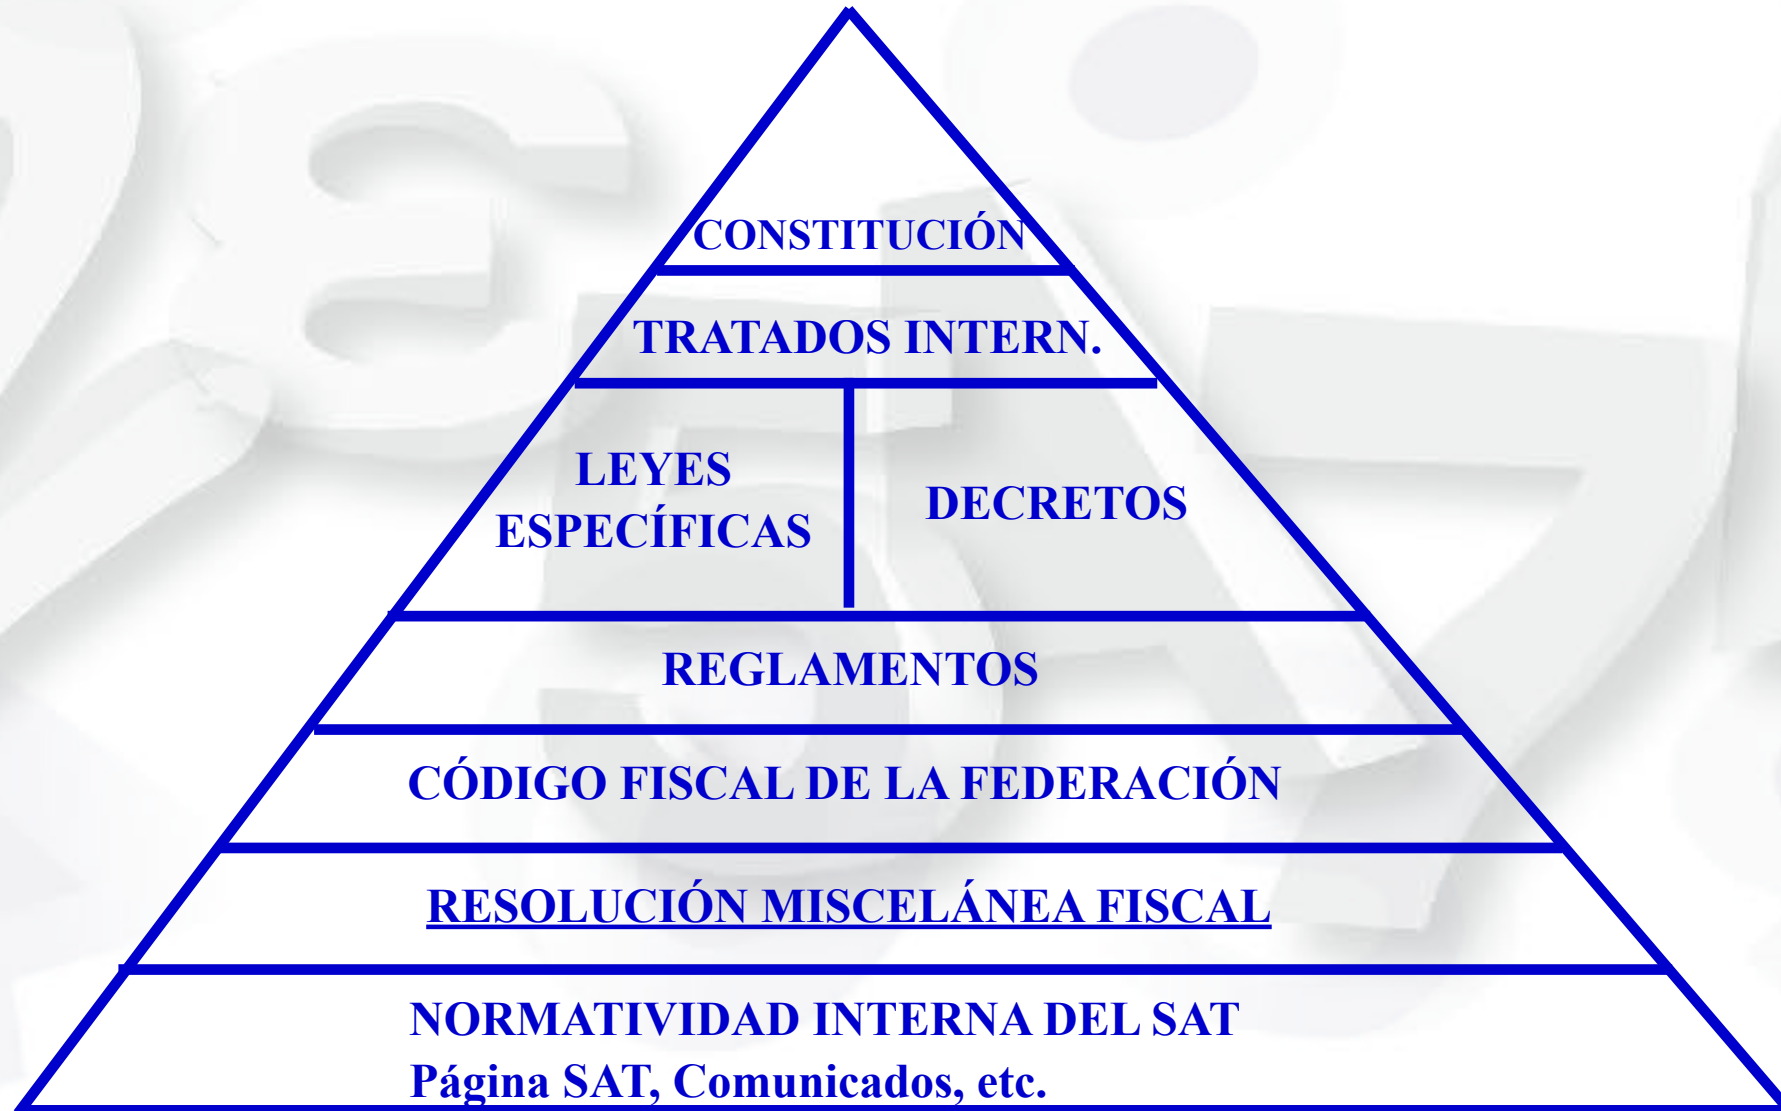 CONSTITUCIÓN
TRATADOS INTERN.
LEYES
ESPECÍFICAS
DECRETOS
REGLAMENTOS
CÓDIGO FISCAL DE LA FEDERACIÓN
RESOLUCIÓN MISCELÁNEA FISCAL
NORMATIVIDAD INTERNA DEL SAT
Página SAT, Comunicados, etc.